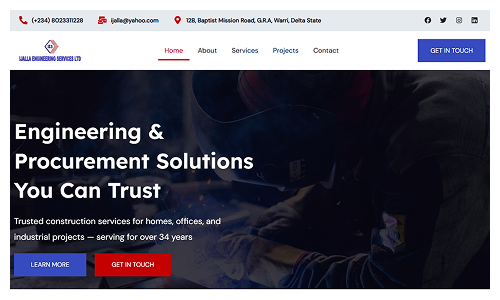 (+234) 8023311228
ijalla@yahoo.com
12B, Baptist Mission Road, G.R.A, Warri, Delta State
IJALLA ENGINEERING SERVICES LTD
Home
About
Services
Projects
Contact
GET IN TOUCH
Engineering &
Procurement Solutions
You Can Trust
Trusted construction services for homes, offices, and
industrial projects — serving for over 34 years
LEARN MORE
GET IN TOUCH